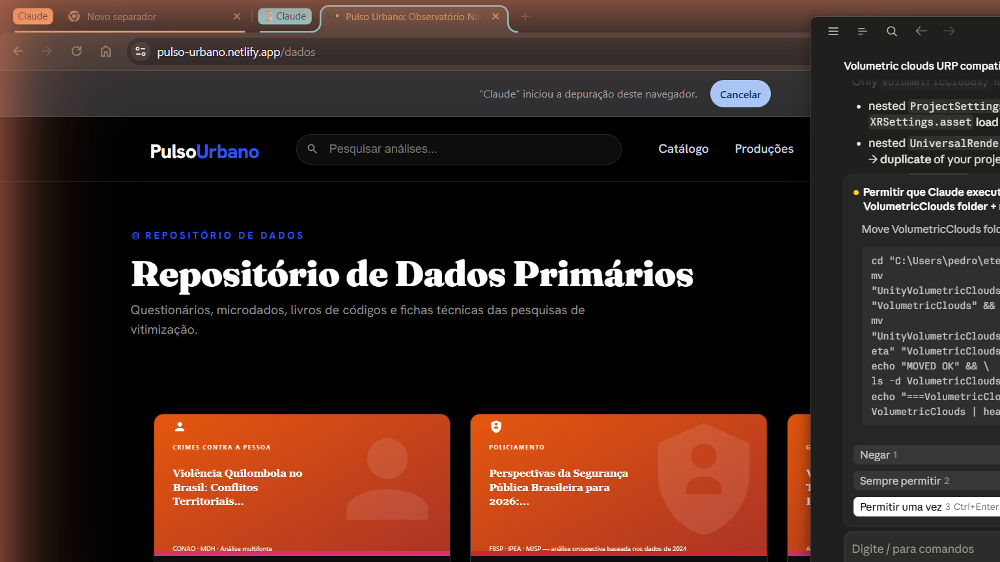 Claude
Novo separador
Claude
Pulso Urbano: Observatório Na
pulso-urbano.netlify.app/dados
"Claude" iniciou a depuração deste navegador.
Cancelar
PulsoUrbano
Pesquisar análises...
Catálogo
Produções
REPOSITÓRIO DE DADOS
Repositório de Dados Primários
Questionários, microdados, livros de códigos e fichas técnicas das pesquisas de
vitimização.
CRIMES CONTRA A PESSOA
Violência Quilombola no
Brasil: Conflitos
Territoriais...
CONAQ · MDH · Análise multifonte
POLICIAMENTO
Perspectivas da Segurança
Pública Brasileira para
2026:...
FBSP · IPEA · MJSP — análise prospectiva baseada nos dados de 2024
Volumetric clouds URP compati
Only VolumetricClouds/ is
• nested ProjectSettings
XRSettings.asset load
• nested UniversalRende
→ duplicate of your proje
Permitir que Claude execut
VolumetricClouds folder +
Move VolumetricClouds fold
cd "C:\Users\pedro\ete
mv
"UnityVolumetricClouds
"VolumetricClouds" &&
mv
"UnityVolumetricClouds
eta" "VolumetricClouds
echo "MOVED OK" && \
ls -d VolumetricClouds
echo "===VolumetricClo
VolumetricClouds | hea
Negar 1
Sempre permitir 2
Permitir uma vez 3 Ctrl+Enter
Digite / para comandos